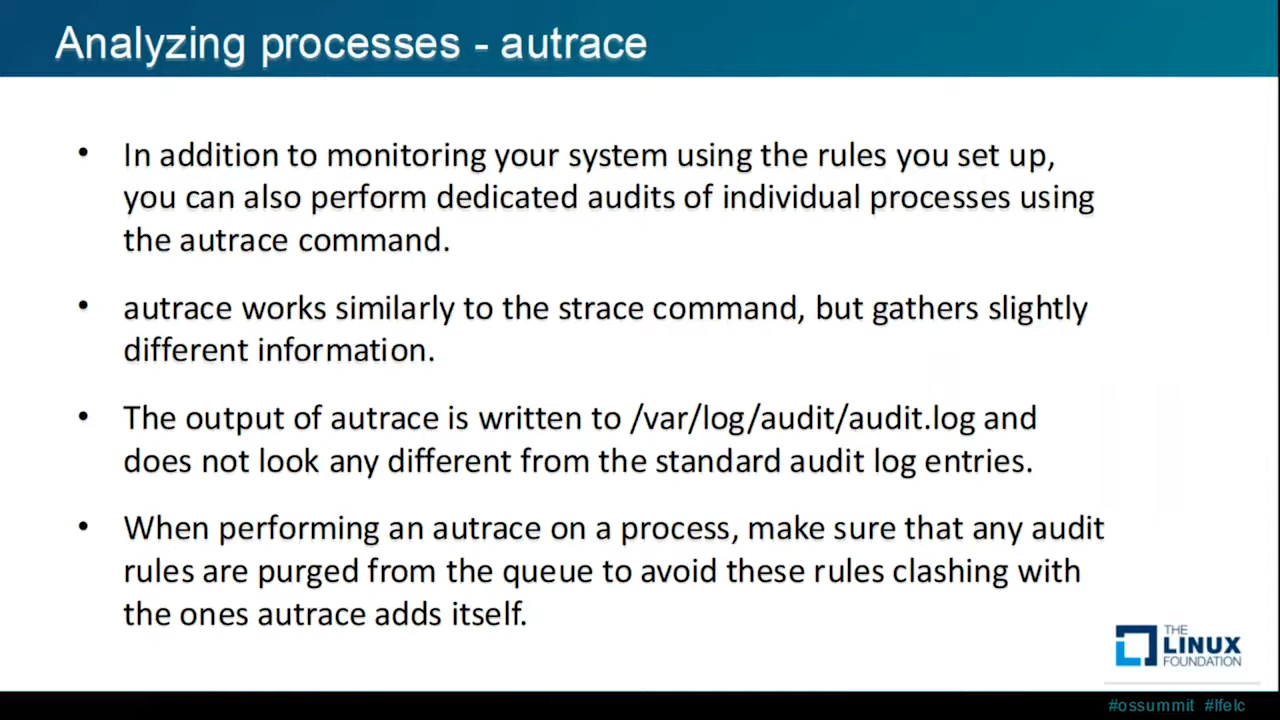 Analyzing processes - autrace
• In addition to monitoring your system using the rules you set up,
you can also perform dedicated audits of individual processes using
the autrace command.
• autrace works similarly to the strace command, but gathers slightly
different information.
• The output of autrace is written to /var/log/audit/audit.log and
does not look any different from the standard audit log entries.
• When performing an autrace on a process, make sure that any audit
rules are purged from the queue to avoid these rules clashing with
the ones autrace adds itself.
THE
LINUX
FOUNDATION
#ossummit #lfelc